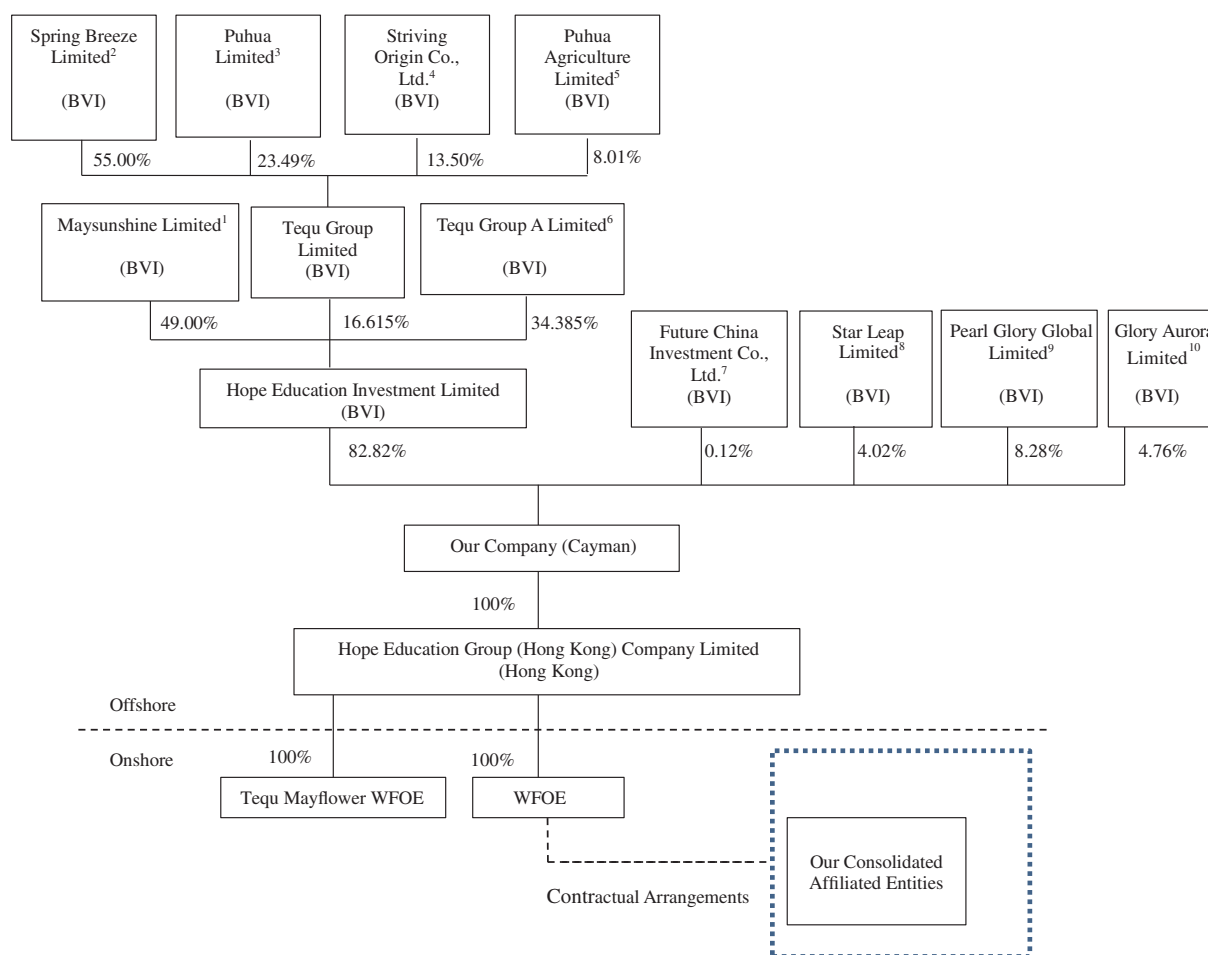 Spring Breeze
Limited2
(BVI)
Puhua
Limited3
(BVI)
Striving
Origin Co.,
Ltd.4
(BVI)
Puhua
Agriculture
Limited5
(BVI)
55.00%
23.49%
13.50%
8.01%
Maysunshine Limited1
(BVI)
Tequ Group
Limited
(BVI)
Tequ Group A Limited6
(BVI)
49.00%
16.615%
34.385%
Future China
Investment Co.,
Ltd.7
(BVI)
Star Leap
Limited8
(BVI)
Pearl Glory Global
Limited9
(BVI)
Glory Aurora
Limited10
(BVI)
Hope Education Investment Limited
(BVI)
82.82%
0.12%
4.02%
8.28%
4.76%
Our Company (Cayman)
100%
Hope Education Group (Hong Kong) Company Limited
(Hong Kong)
Offshore
Onshore
100%
100%
Tequ Mayflower WFOE
WFOE
Our Consolidated
Affiliated Entities
Contractual Arrangements